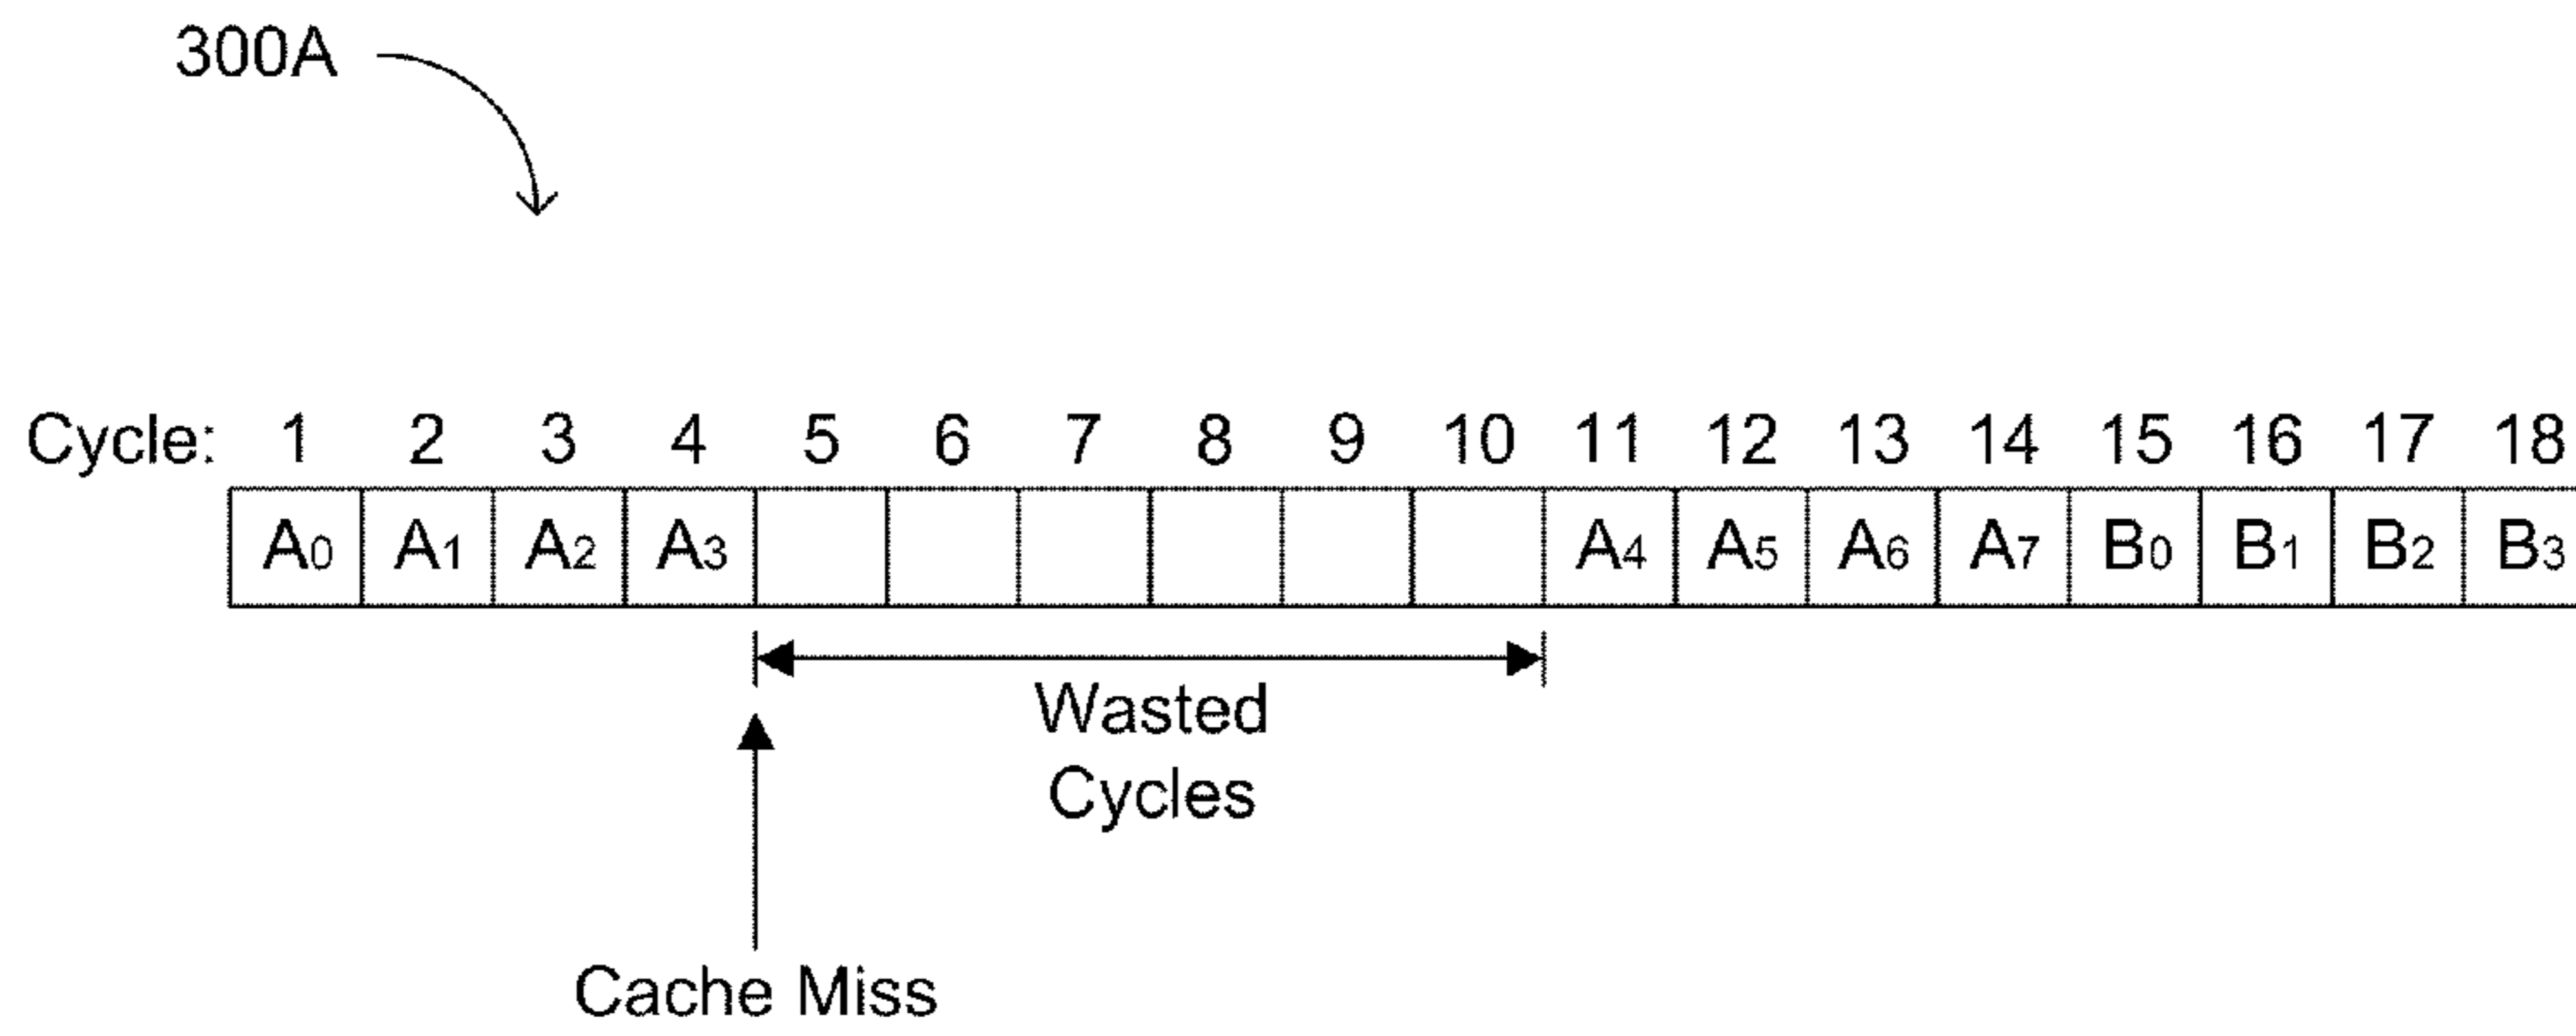 300A
Cycle: 1 2 3 4 5 6 7 8 9 10 11 12 13 14 15 16 17 18
A0 A1 A2 A3 A4 A5 A6 A7 B0 B1 B2 B3
Wasted
Cycles
Cache Miss